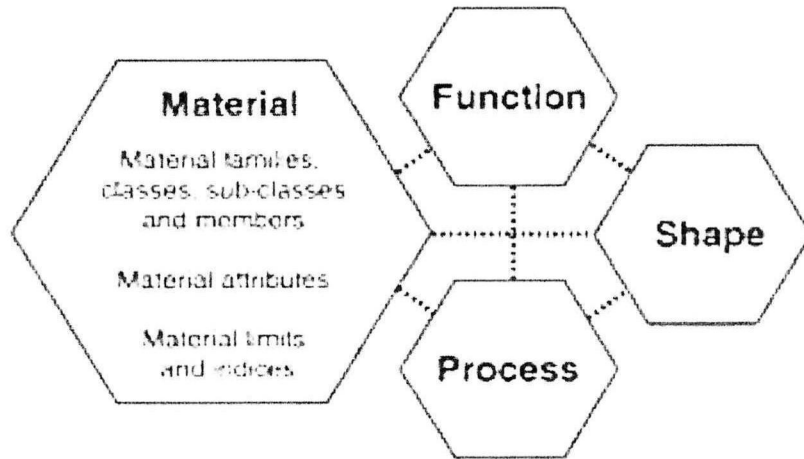 Material
Material families,
classes, sub-classes
and members
Material attributes
Material limits
and indices
Function
Shape
Process